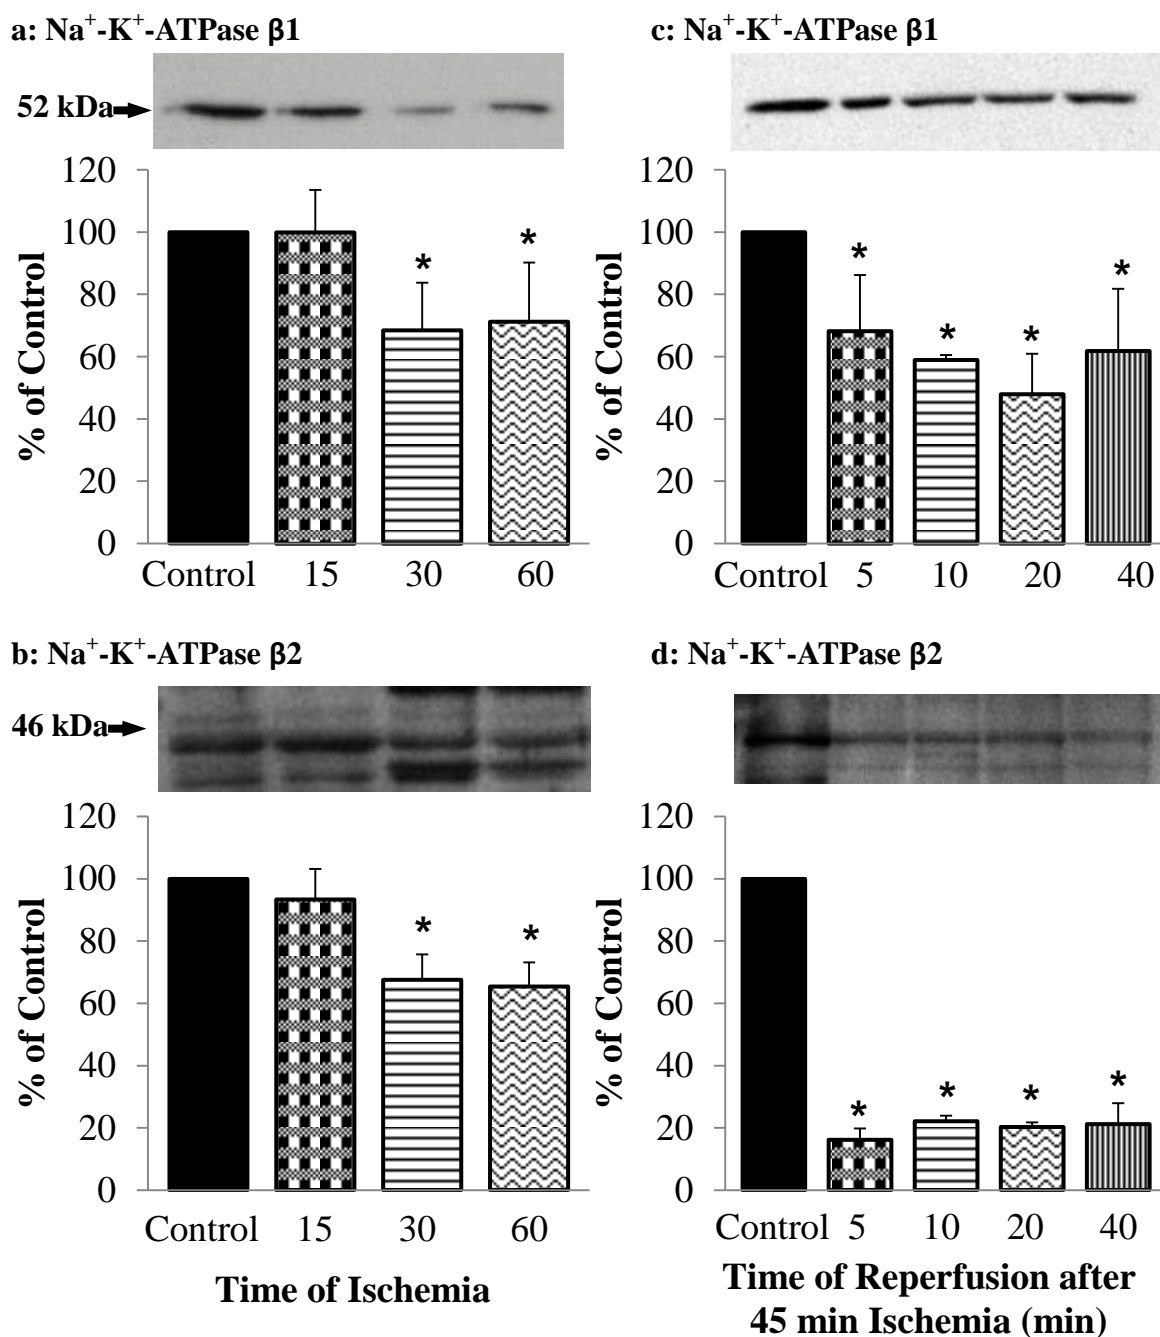 a: Na⁺-K⁺-ATPase β1
52 kDa
120
100
80
60
40
20
0
% of Control
*
*
Control 15 30 60
c: Na⁺-K⁺-ATPase β1
120
100
80
60
40
20
0
% of Control
*
*
*
*
Control 5 10 20 40
b: Na⁺-K⁺-ATPase β2
46 kDa
120
100
80
60
40
20
0
% of Control
*
*
Control 15 30 60
Time of Ischemia
d: Na⁺-K⁺-ATPase β2
120
100
80
60
40
20
0
% of Control
*
*
*
*
Control 5 10 20 40
Time of Reperfusion after
45 min Ischemia (min)